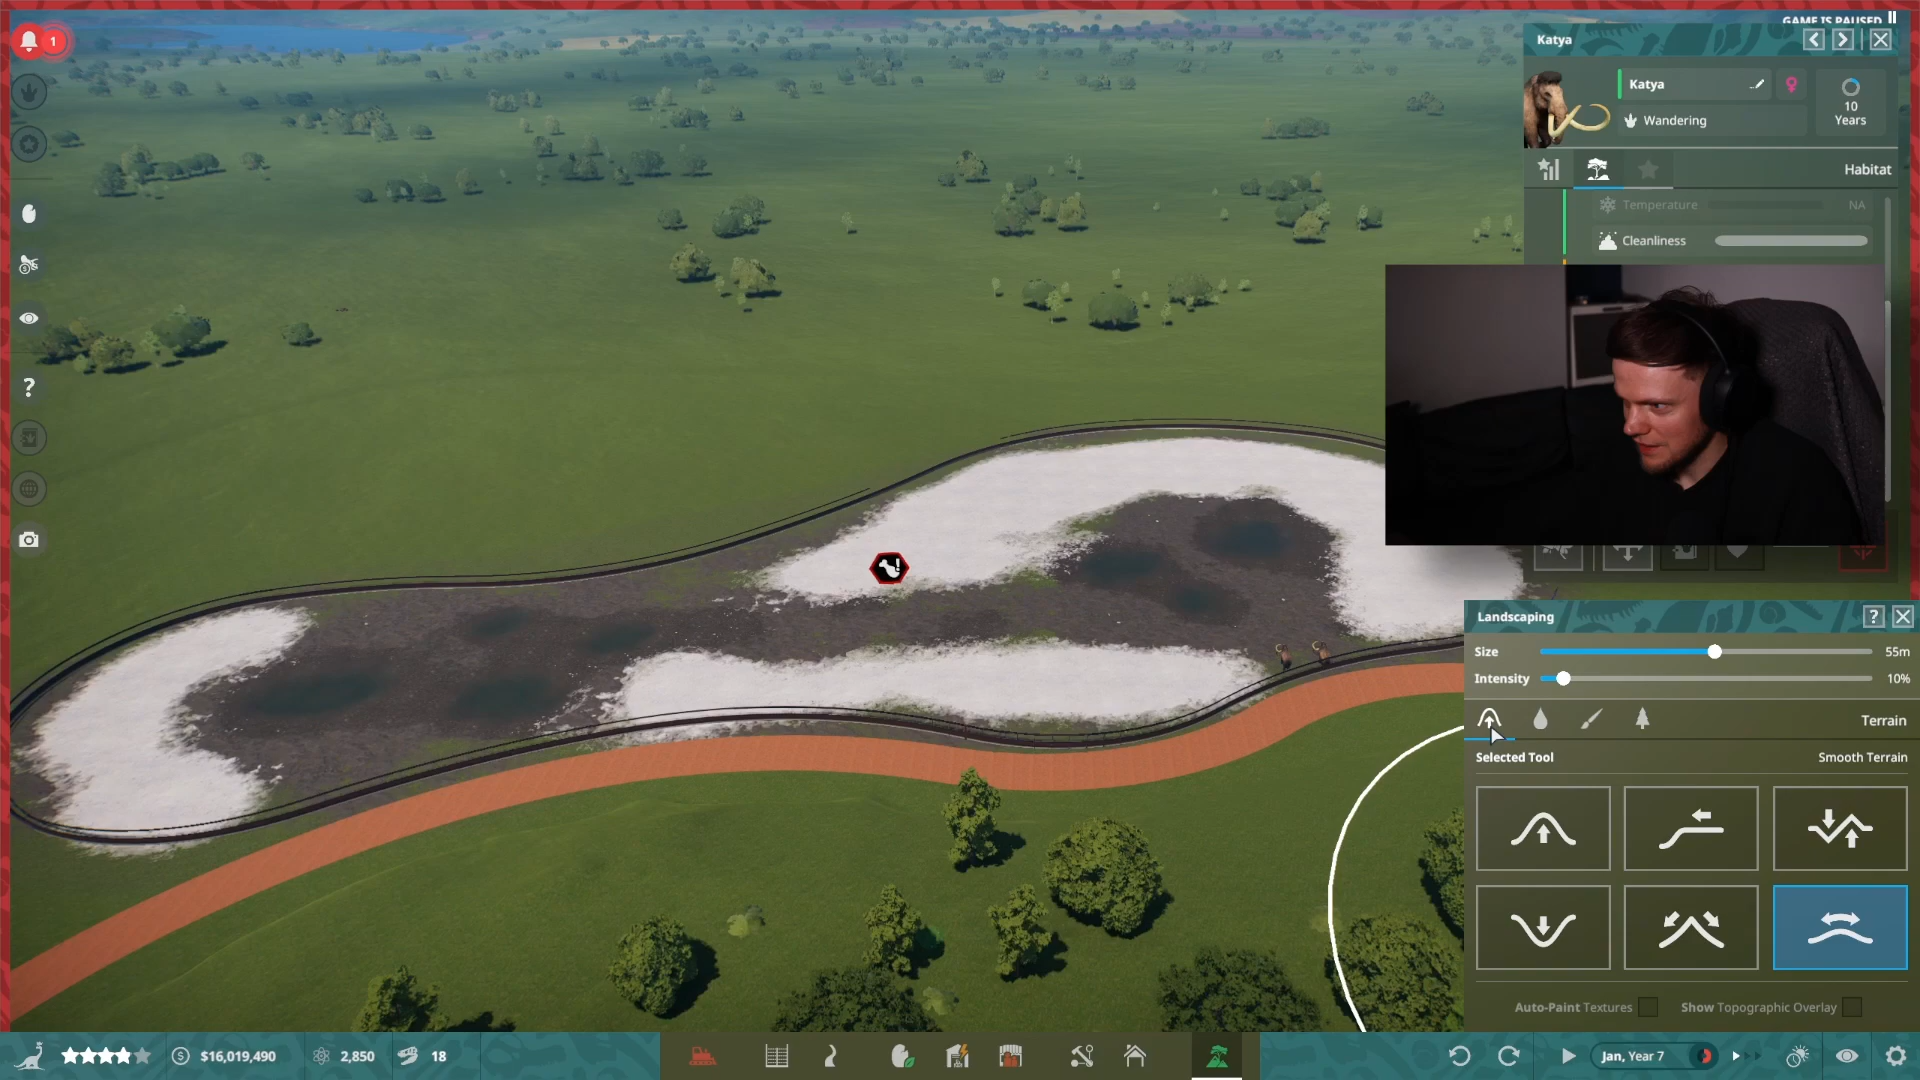 GAME IS PAUSED
1
Katya
Katya
10
Years
Wandering
Habitat
Temperature NA
Cleanliness
?
Landscaping ?
Size 55m
Intensity 10%
Terrain
Selected Tool Smooth Terrain
Auto-Paint Textures Show Topographic Overlay
$16,019,490 2,850 18 Jan, Year 7